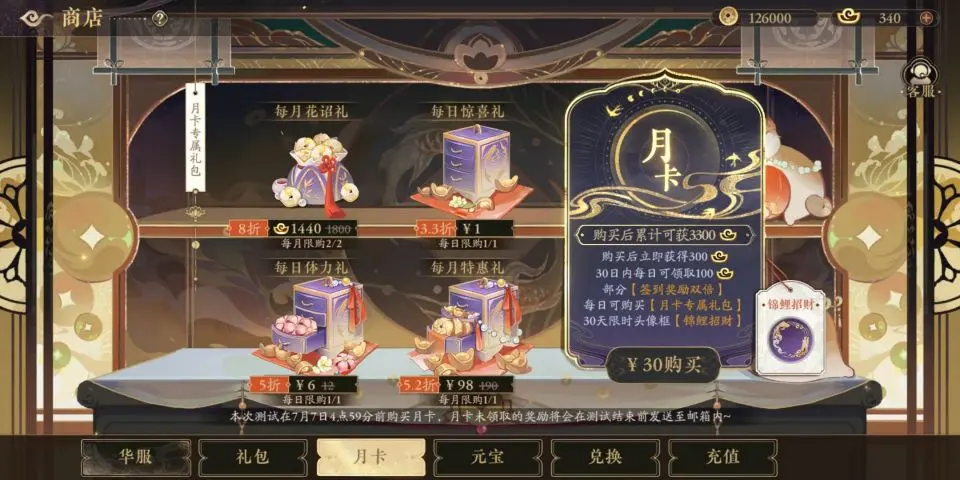 商店
?
126000
340
客服
月卡专属礼包
每月花诏礼
8折 1440 1800
每月限购2/2
每日惊喜礼
3.3折 ¥1
每日限购1/1
每日体力礼
5折 ¥6 12
每日限购1/1
每月特惠礼
5.2折 ¥98 190
每月限购1/1
月卡
购买后累计可获3300
购买后立即获得300
30日内每日可领取100
部分【签到奖励双倍】
每日可购买【月卡专属礼包】
30天限时头像框【锦鲤招财】
¥30购买
锦鲤招财
本次测试在7月7日4点59分前购买月卡，月卡未领取的奖励将会在测试结束前发送至邮箱内~
华服
礼包
月卡
元宝
兑换
充值